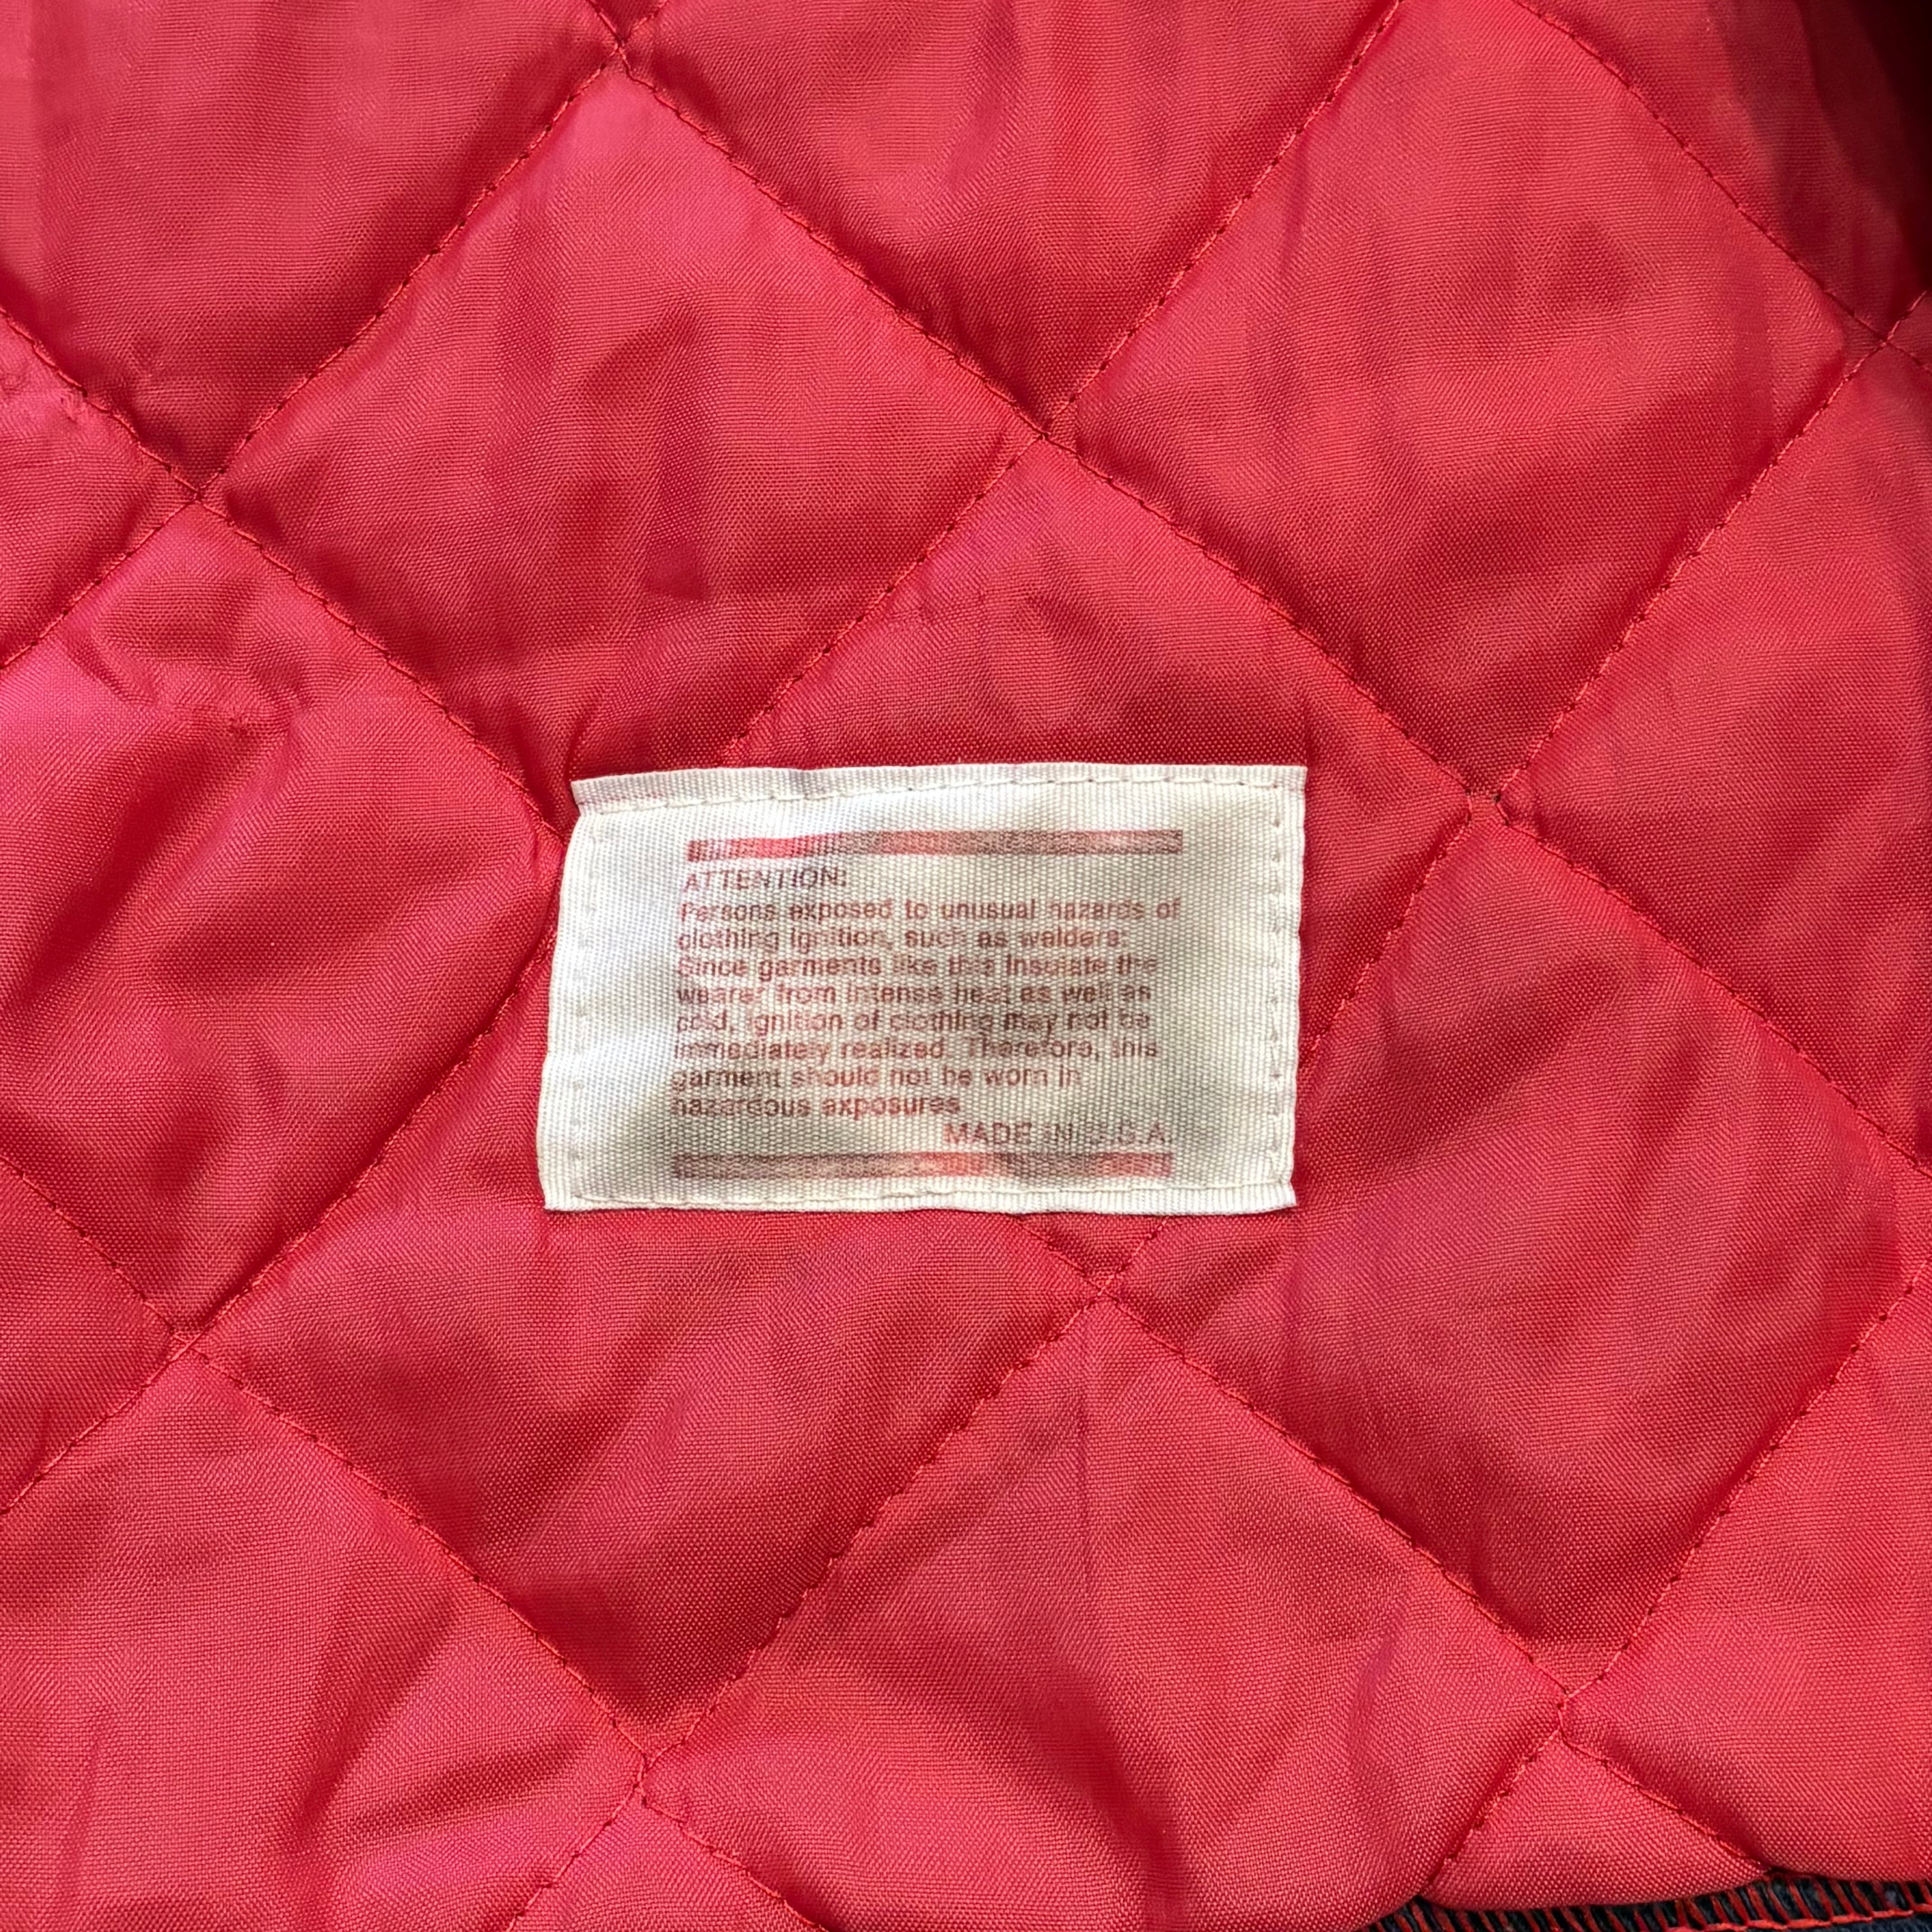 ATTENTION:
Persons exposed to unusual hazards of
clothing ignition, such as welders:
Since garments like this insulate the
wearer from intense heat as well as
cold, ignition of clothing may not be
immediately realized. Therefore, this
garment should not be worn in
hazardous exposures
MADE IN U.S.A.